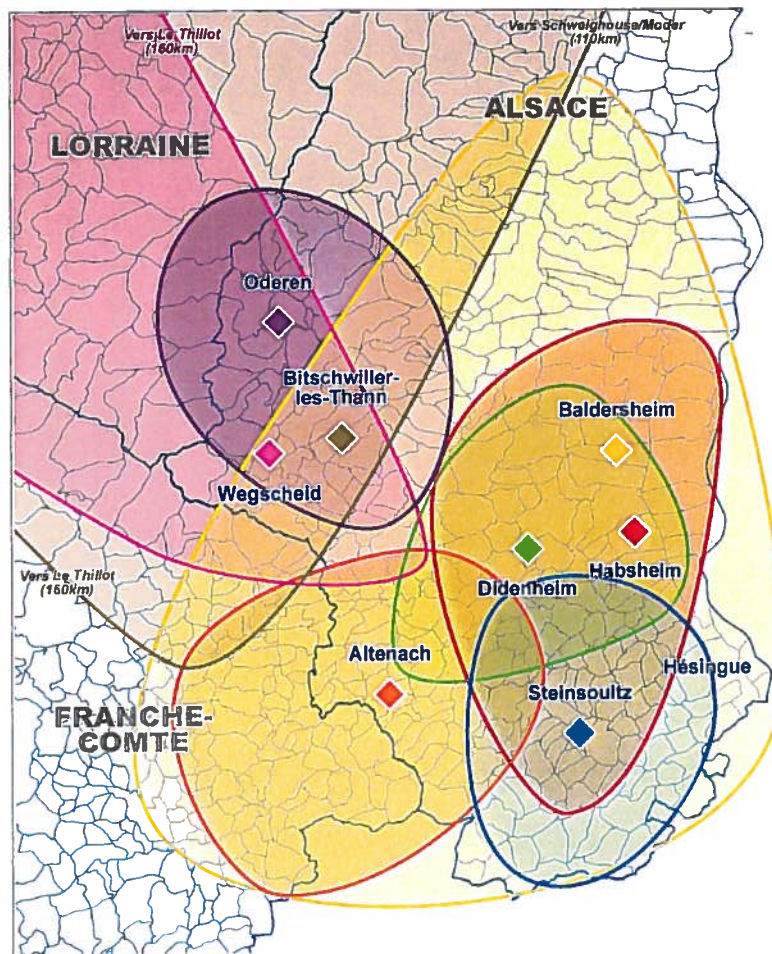 Vers Le Thillot
(160km)
Vers Schweighouse/Moder
(110km)
ALSACE
LORRAINE
Oderen
Bitschwiller-
les-Thann
Baldersheim
Wegscheid
Didenheim
Habsheim
Vers Le Thillot
(150km)
Altenach
Hésingue
Steinsoultz
FRANCHE-
COMTE